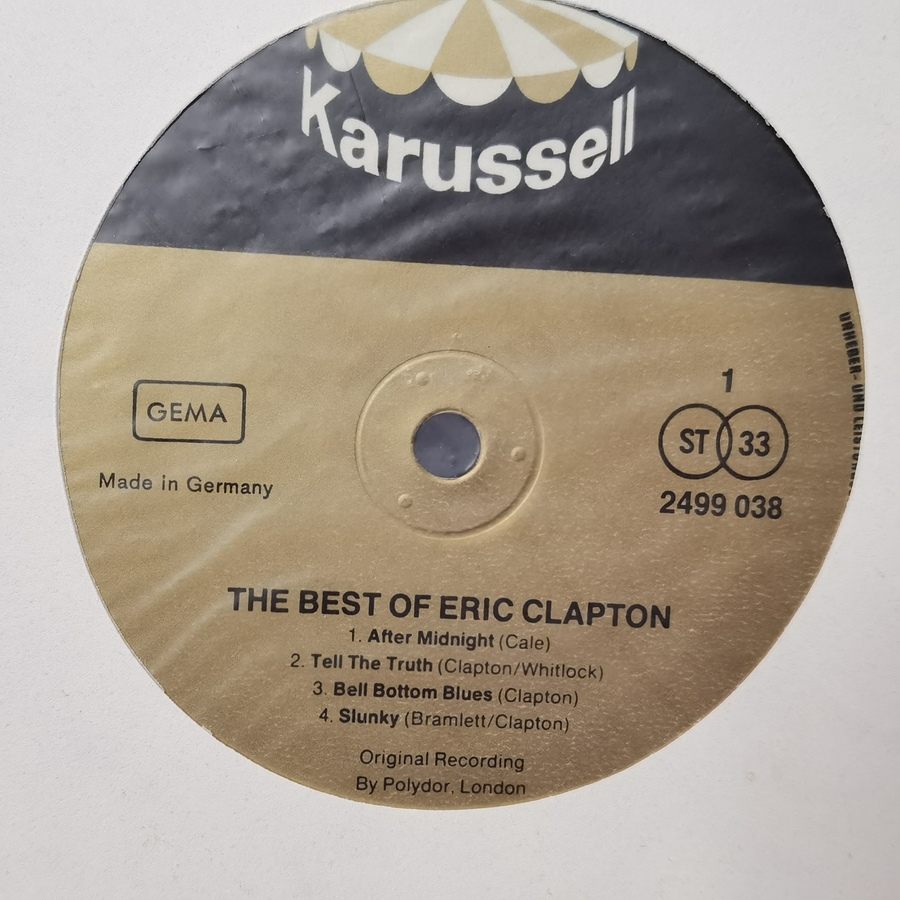 Karussell
GEMA
Made in Germany
1
ST 33
2499 038
THE BEST OF ERIC CLAPTON
1. After Midnight (Cale)
2. Tell The Truth (Clapton/Whitlock)
3. Bell Bottom Blues (Clapton)
4. Slunky (Bramlett/Clapton)
Original Recording
By Polydor, London
URHEBER- UND